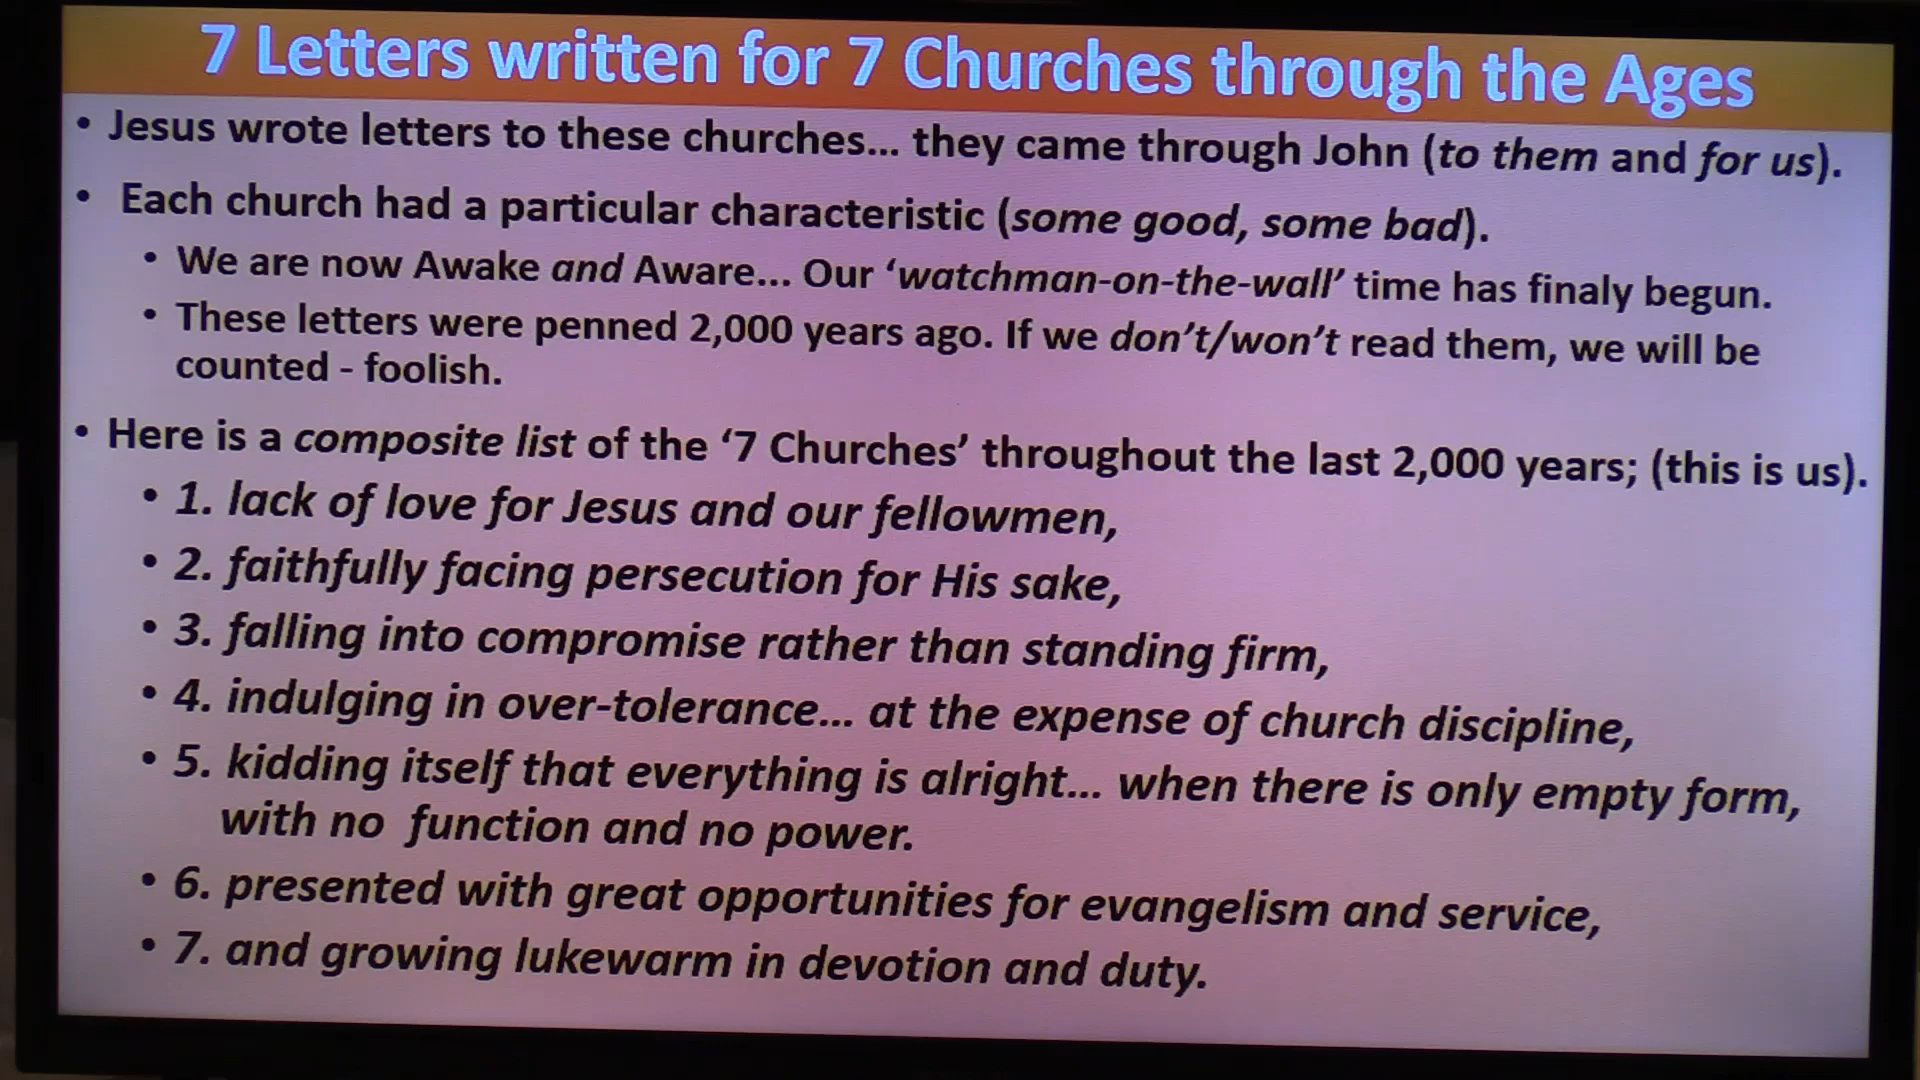 7 Letters written for 7 Churches through the Ages
• Jesus wrote letters to these churches... they came through John (to them and for us).
• Each church had a particular characteristic (some good, some bad).
• We are now Awake and Aware... Our ‘watchman-on-the-wall’ time has finaly begun.
• These letters were penned 2,000 years ago. If we don’t/won’t read them, we will be
counted - foolish.
• Here is a composite list of the ‘7 Churches’ throughout the last 2,000 years; (this is us).
• 1. lack of love for Jesus and our fellowmen,
• 2. faithfully facing persecution for His sake,
• 3. falling into compromise rather than standing firm,
• 4. indulging in over-tolerance... at the expense of church discipline,
• 5. kidding itself that everything is alright... when there is only empty form,
with no function and no power.
• 6. presented with great opportunities for evangelism and service,
• 7. and growing lukewarm in devotion and duty.